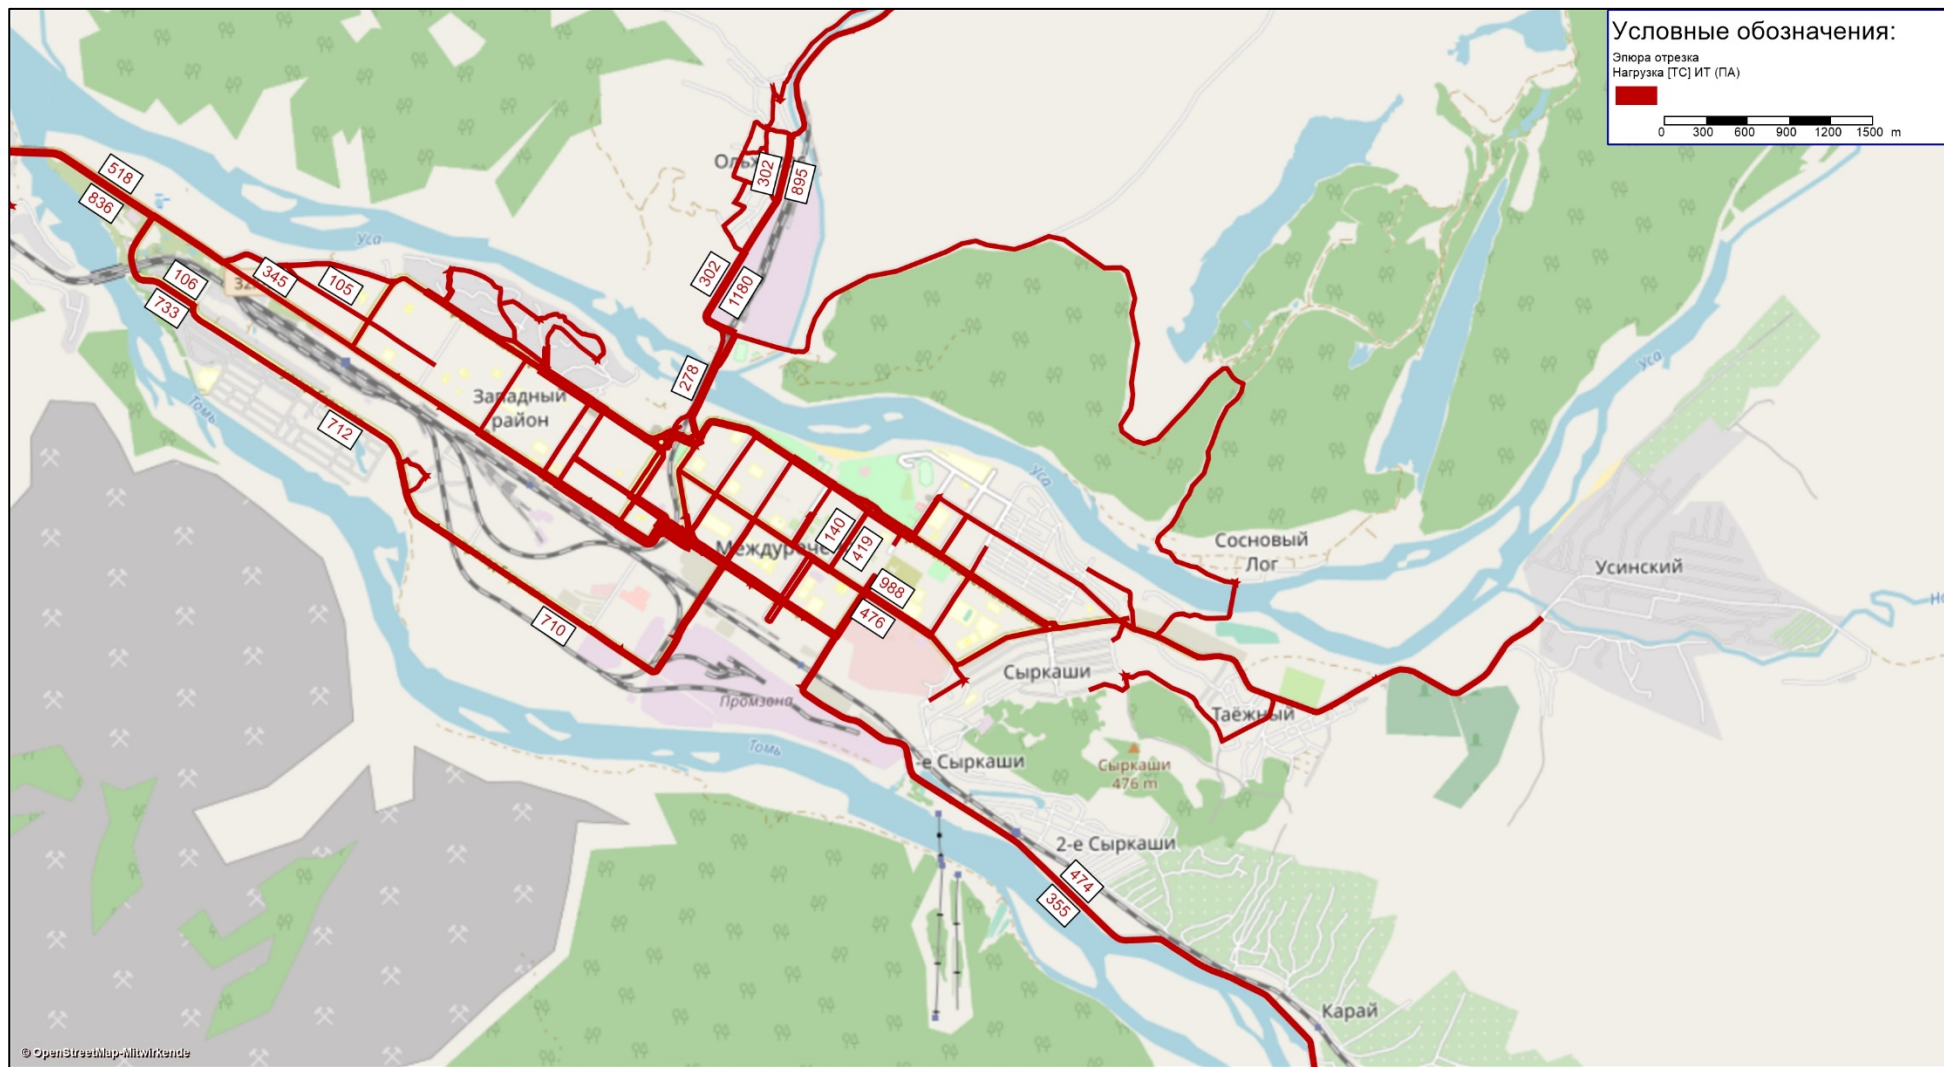 Условные обозначения:
Эпюра отрезка
Нагрузка [ТС] ИТ (ПА)
0 300 600 900 1200 1500 m
302
895
518
836
Уса
106
345
105
733
302
1180
278
Западный
район
Томь
712
Уса
Уса
140
419
988
476
710
Сосновый
Лог
Усинский
Сыркаши
Промзона
Таёжный
Томь
-е Сыркаши
Сыркаши
476 m
2-е Сыркаши
474
355
Карай
© OpenStreetMap-Mitwirkende